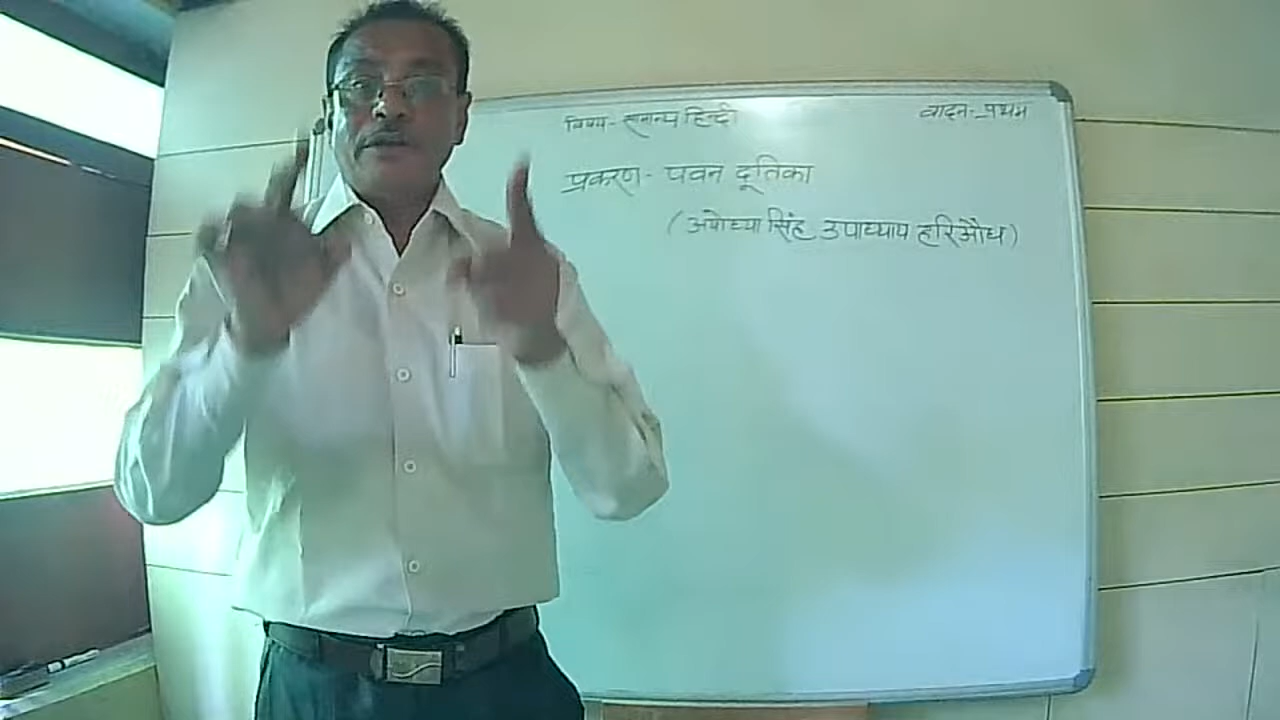 विषय - सामान्य हिन्दी
वादन:- प्रथम
प्रकरण - पवन दूतिका
(अयोध्या सिंह उपाध्याय हरिऔध)